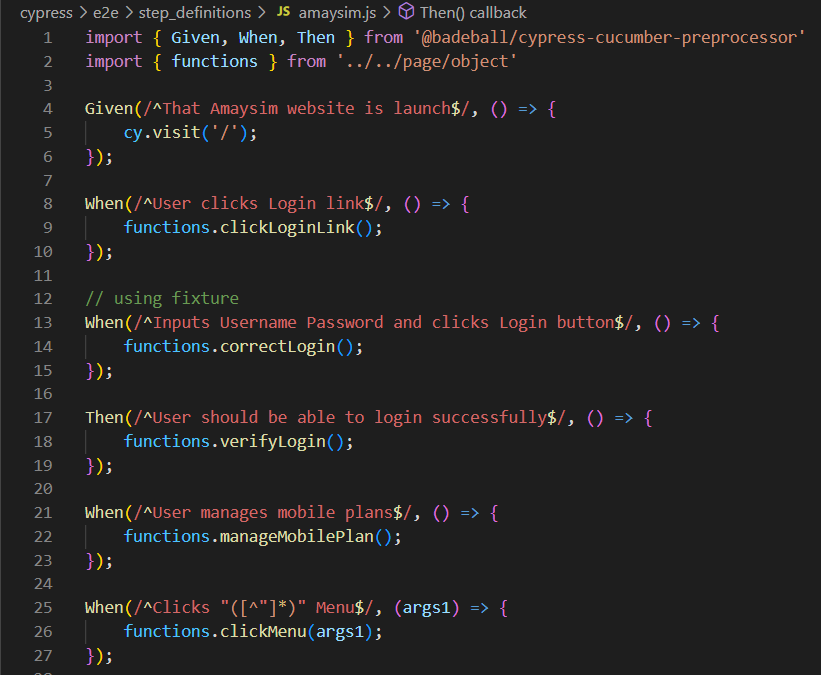 cypress > e2e > step_definitions > JS amaysim.js > Then() callback
1 import { Given, When, Then } from '@badeball/cypress-cucumber-preprocessor'
2 import { functions } from '../../page/object'
3
4 Given(/^That Amaysim website is launch$/, () => {
5     cy.visit('/');
6 });
7
8 When(/^User clicks Login link$/, () => {
9     functions.clickLoginLink();
10 });
11
12 // using fixture
13 When(/^Inputs Username Password and clicks Login button$/, () => {
14     functions.correctLogin();
15 });
16
17 Then(/^User should be able to login successfully$/, () => {
18     functions.verifyLogin();
19 });
20
21 When(/^User manages mobile plans$/, () => {
22     functions.manageMobilePlan();
23 });
24
25 When(/^Clicks "([^"]*)" Menu$/, (args1) => {
26     functions.clickMenu(args1);
27 });